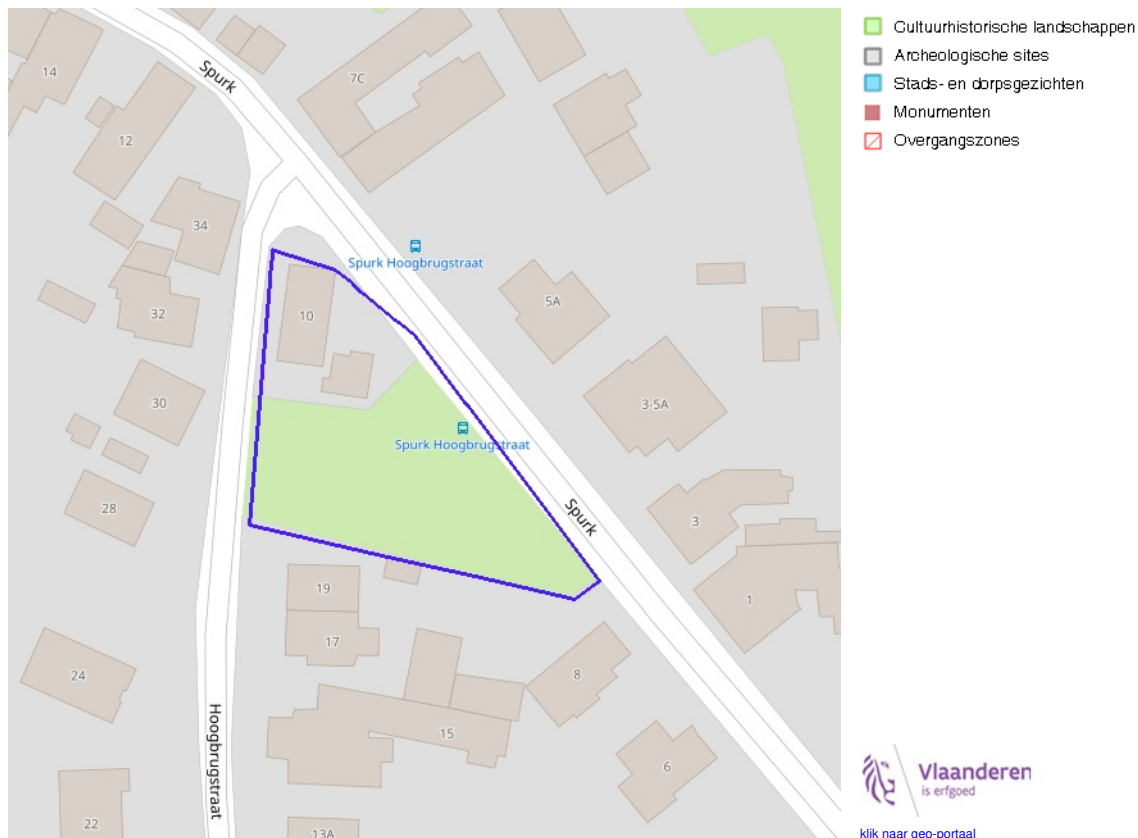 Spurk
14
12
7C
34
Spurk Hoogbrugstraat
32
10
5A
30
3-5A
Spurk Hoogbrugstraat
28
Spurk
3
19
1
17
24
8
15
Hoogbrugstraat
6
22
13A
Cultuurhistorische landschappen
Archeologische sites
Stads- en dorpsgezichten
Monumenten
Overgangszones
Vlaanderen
is erfgoed
klik naar geo-portaal